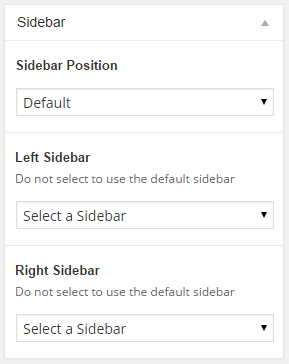 Sidebar
Sidebar Position
Default
Left Sidebar
Do not select to use the default sidebar
Select a Sidebar
Right Sidebar
Do not select to use the default sidebar
Select a Sidebar